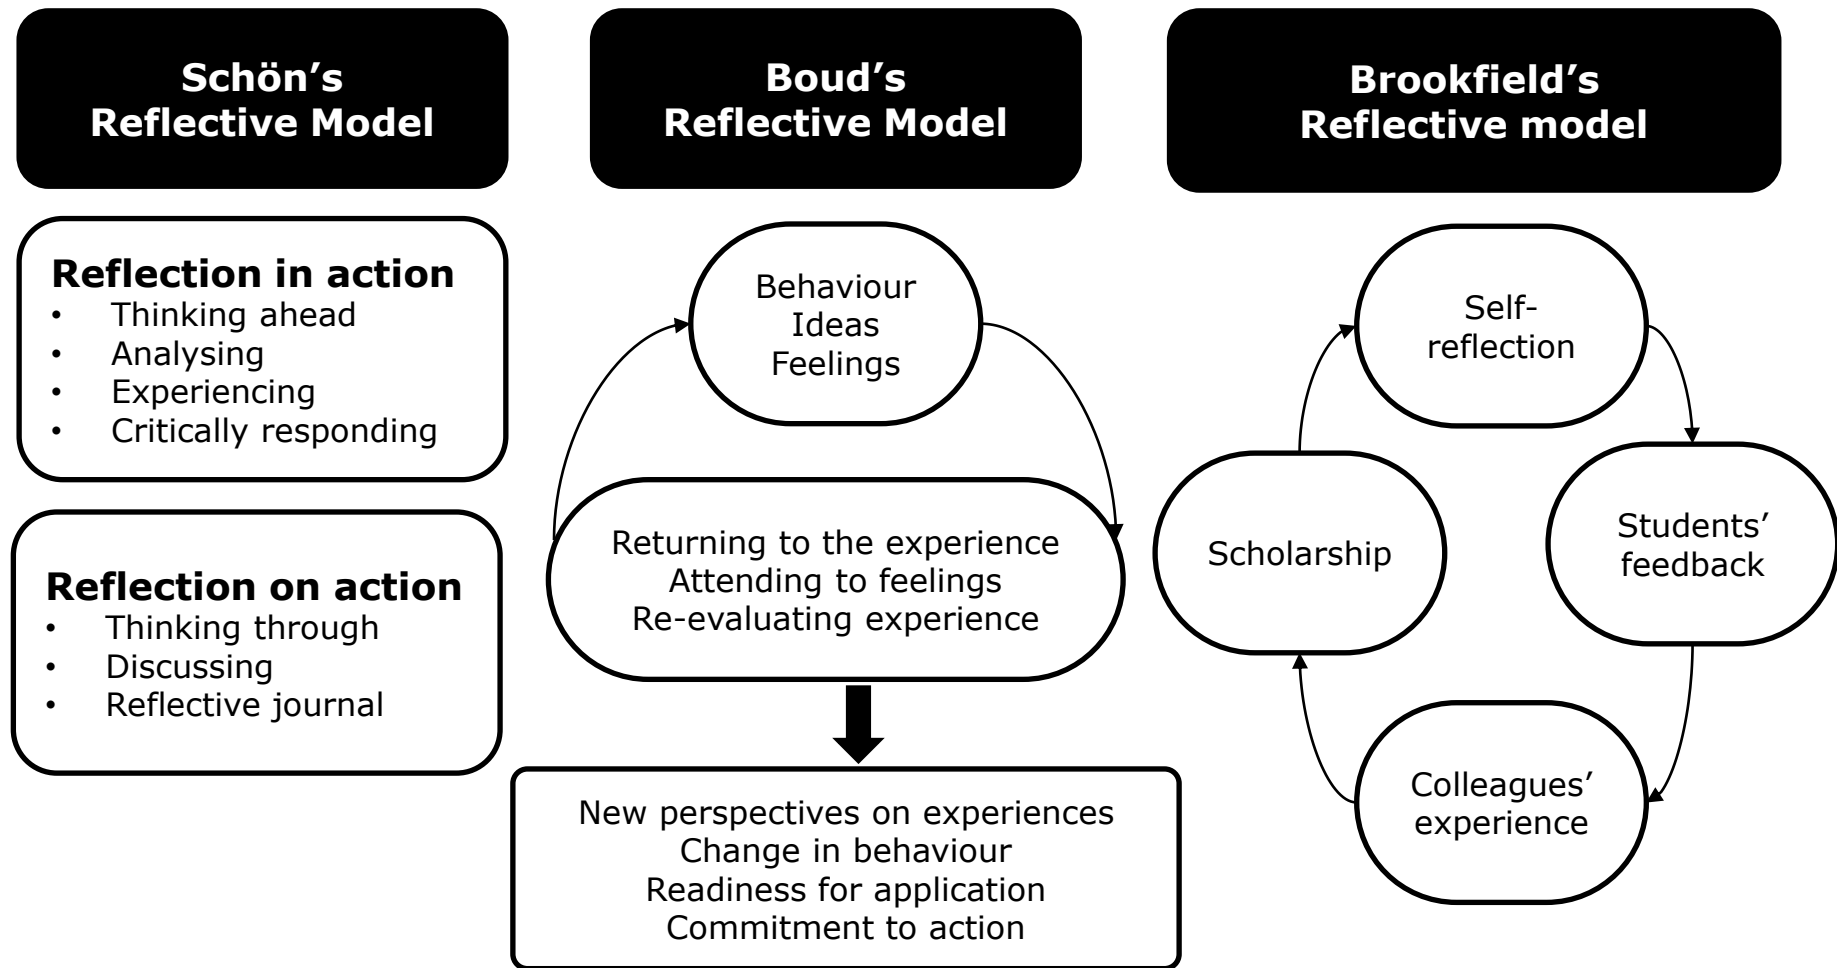 Schön’s
Reflective Model
Reflection in action
• Thinking ahead
• Analysing
• Experiencing
• Critically responding
Reflection on action
• Thinking through
• Discussing
• Reflective journal
Boud’s
Reflective Model
Behaviour
Ideas
Feelings
Returning to the experience
Attending to feelings
Re-evaluating experience
New perspectives on experiences
Change in behaviour
Readiness for application
Commitment to action
Brookfield’s
Reflective model
Self-
reflection
Students’
feedback
Colleagues’
experience
Scholarship